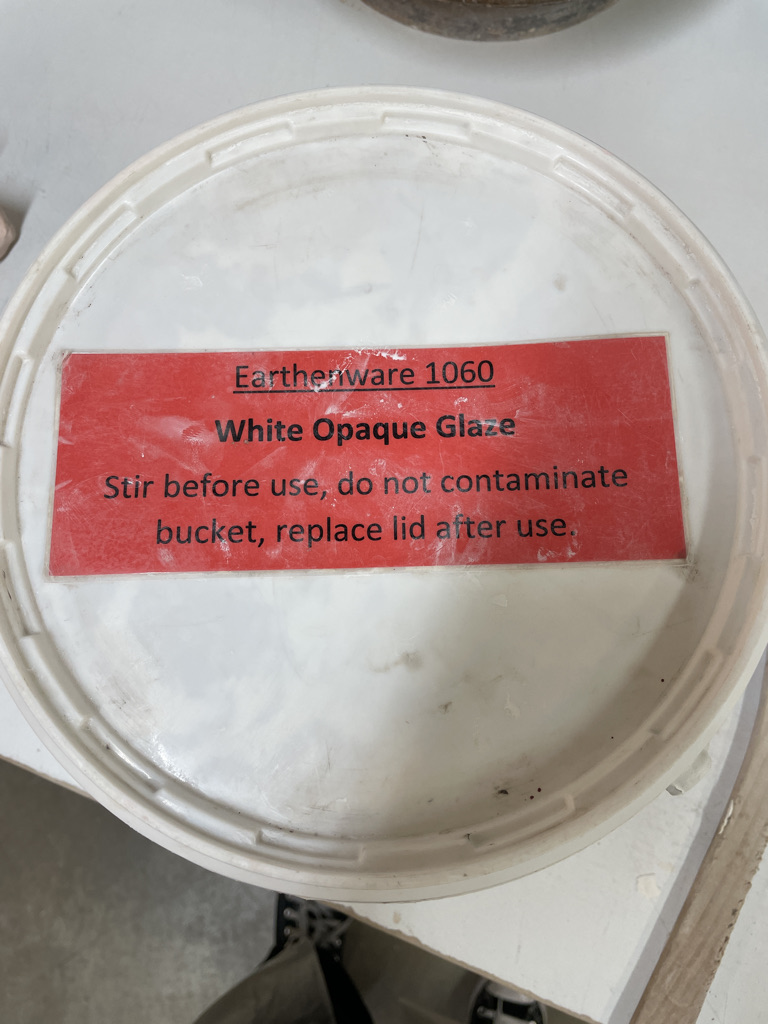 Earthenware 1060
White Opaque Glaze
Stir before use, do not contaminate
bucket, replace lid after use.